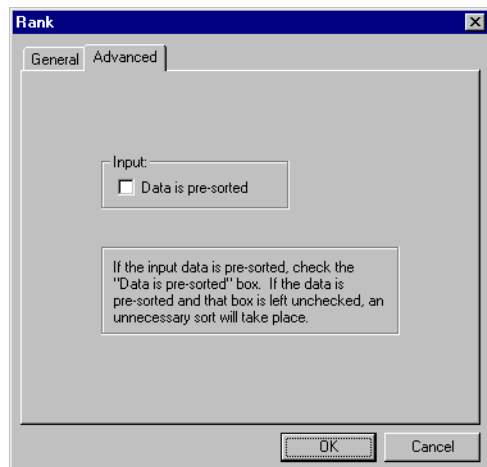 Rank
General Advanced
Input:
Data is pre-sorted
If the input data is pre-sorted, check the
"Data is pre-sorted" box. If the data is
pre-sorted and that box is left unchecked, an
unnecessary sort will take place.
OK Cancel